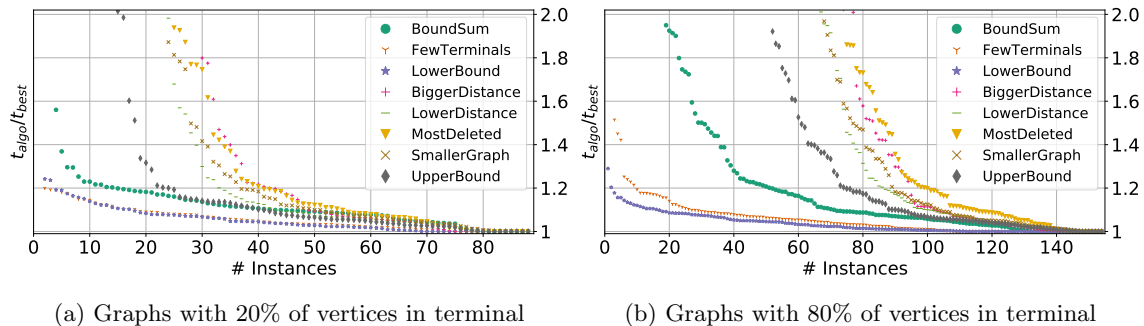 2.0
1.8
1.6
1.4
1.2
1
t_algo/t_best
BoundSum
FewTerminals
LowerBound
BiggerDistance
LowerDistance
MostDeleted
SmallerGraph
UpperBound
0 10 20 30 40 50 60 70 80
# Instances
(a) Graphs with 20% of vertices in terminal
2.0
1.8
1.6
1.4
1.2
1
t_algo/t_best
BoundSum
FewTerminals
LowerBound
BiggerDistance
LowerDistance
MostDeleted
SmallerGraph
UpperBound
0 20 40 60 80 100 120 140
# Instances
(b) Graphs with 80% of vertices in terminal